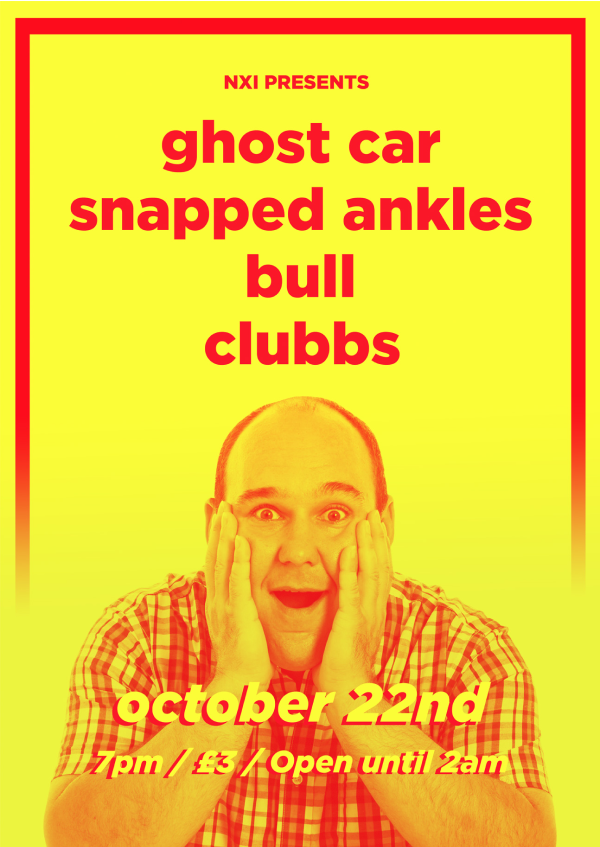 NXI PRESENTS
ghost car
snapped ankles
bull
clubbs
october 22nd
7pm / £3 / Open until 2am